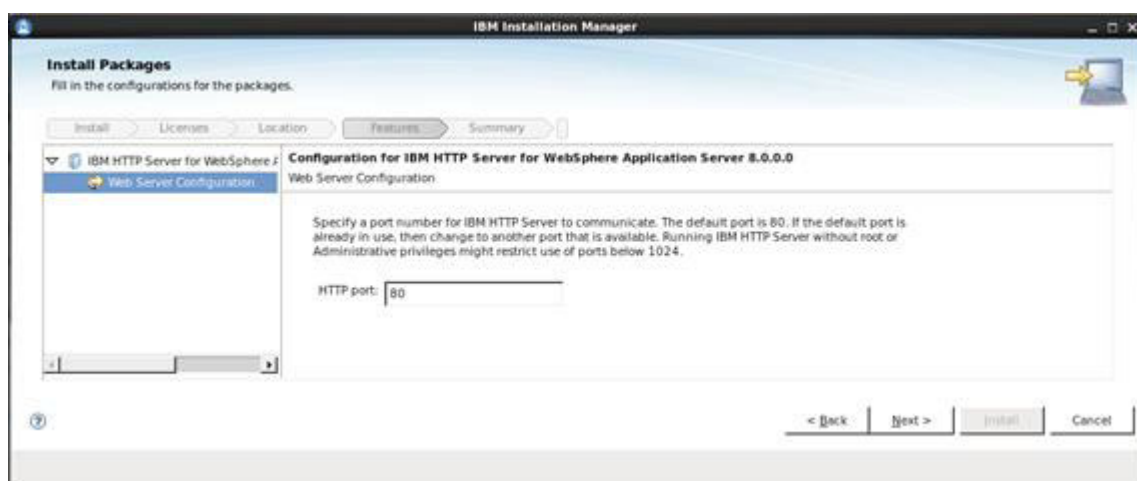 IBM Installation Manager
Install Packages
Fill in the configurations for the packages.
Install
Licenses
Location
Features
Summary
IBM HTTP Server for WebSphere A
Web Server Configuration
Configuration for IBM HTTP Server for WebSphere Application Server 8.0.0.0
Web Server Configuration
Specify a port number for IBM HTTP Server to communicate. The default port is 80. If the default port is
already in use, then change to another port that is available. Running IBM HTTP Server without root or
Administrative privileges might restrict use of ports below 1024.
HTTP port: 80
?
< Back
Next >
Install
Cancel